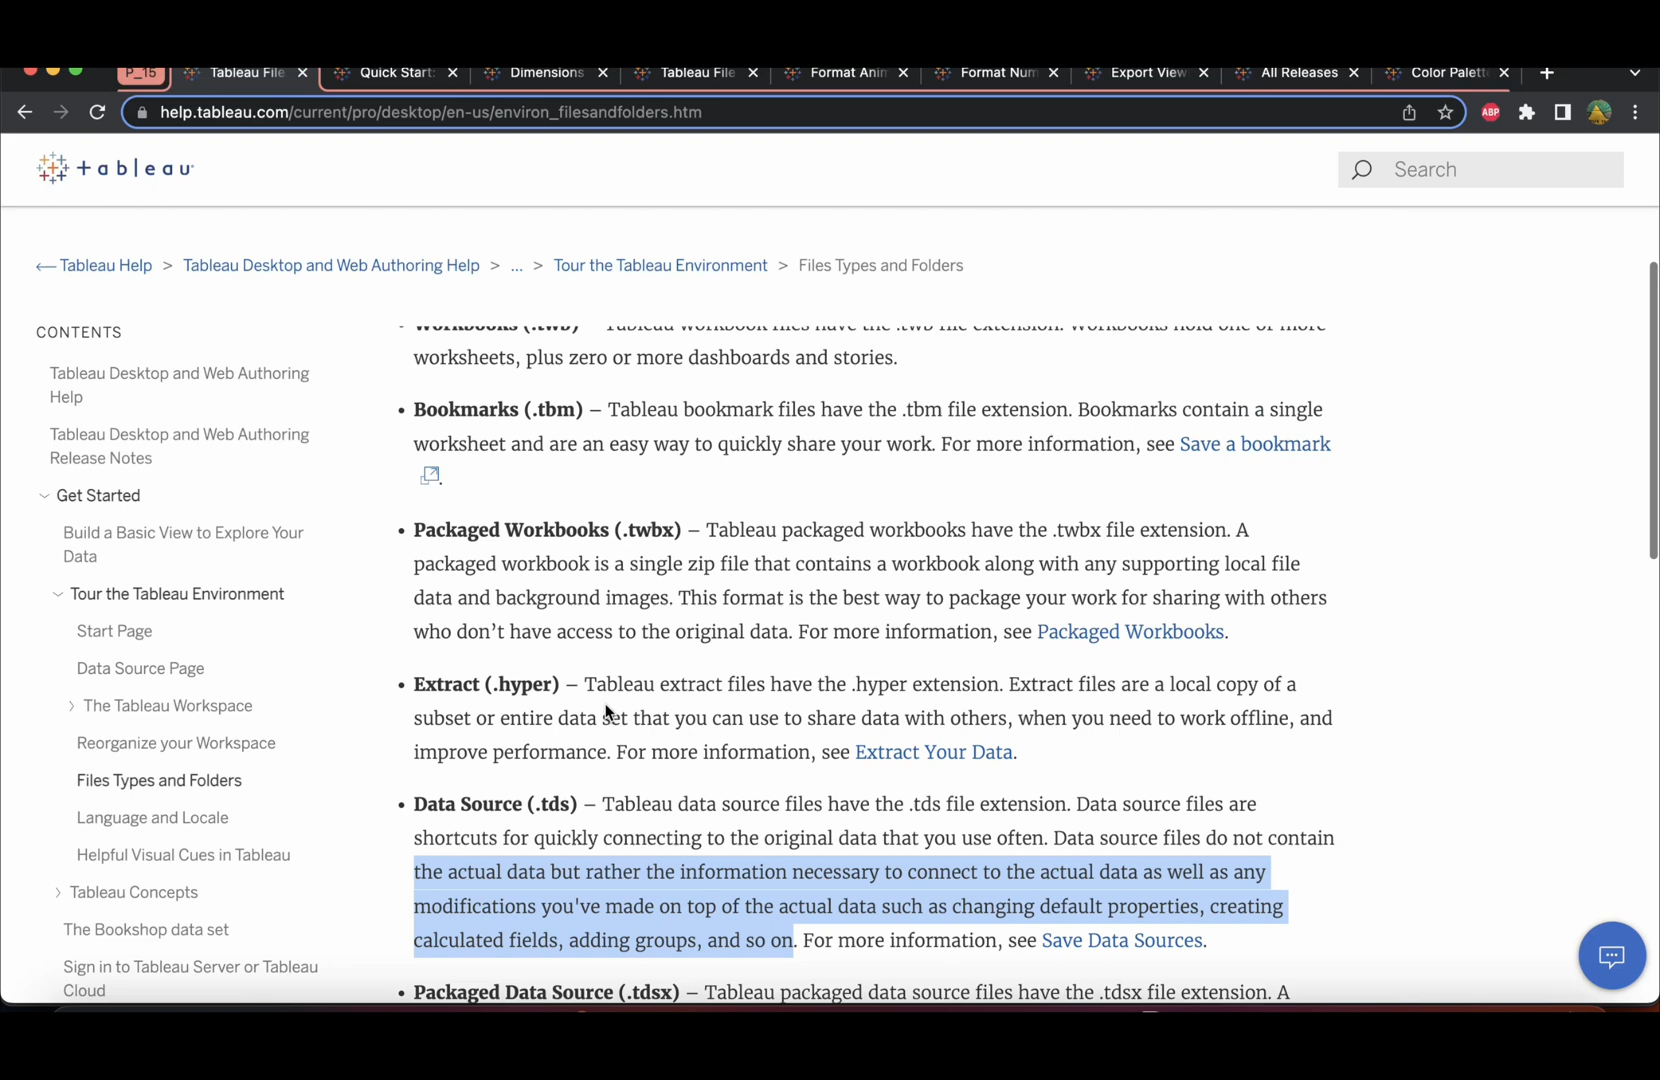 P_15
Tableau File
Quick Start:
Dimensions
Tableau File
Format Anim
Format Num
Export View
All Releases
Color Palett
help.tableau.com/current/pro/desktop/en-us/environ_filesandfolders.htm
ABP
+ableau
Search
Tableau Help > Tableau Desktop and Web Authoring Help > ... > Tour the Tableau Environment > Files Types and Folders
CONTENTS
Tableau Desktop and Web Authoring
Help
Tableau Desktop and Web Authoring
Release Notes
Get Started
Build a Basic View to Explore Your
Data
Tour the Tableau Environment
Start Page
Data Source Page
The Tableau Workspace
Reorganize your Workspace
Files Types and Folders
Language and Locale
Helpful Visual Cues in Tableau
Tableau Concepts
The Bookshop data set
Sign in to Tableau Server or Tableau
Cloud
Workbooks (.twb) – Tableau workbook files have the .twb file extension. Workbooks hold one or more
worksheets, plus zero or more dashboards and stories.
• Bookmarks (.tbm) – Tableau bookmark files have the .tbm file extension. Bookmarks contain a single
worksheet and are an easy way to quickly share your work. For more information, see Save a bookmark
.
• Packaged Workbooks (.twbx) – Tableau packaged workbooks have the .twbx file extension. A
packaged workbook is a single zip file that contains a workbook along with any supporting local file
data and background images. This format is the best way to package your work for sharing with others
who don’t have access to the original data. For more information, see Packaged Workbooks.
• Extract (.hyper) – Tableau extract files have the .hyper extension. Extract files are a local copy of a
subset or entire data set that you can use to share data with others, when you need to work offline, and
improve performance. For more information, see Extract Your Data.
• Data Source (.tds) – Tableau data source files have the .tds file extension. Data source files are
shortcuts for quickly connecting to the original data that you use often. Data source files do not contain
the actual data but rather the information necessary to connect to the actual data as well as any
modifications you've made on top of the actual data such as changing default properties, creating
calculated fields, adding groups, and so on. For more information, see Save Data Sources.
• Packaged Data Source (.tdsx) – Tableau packaged data source files have the .tdsx file extension. A